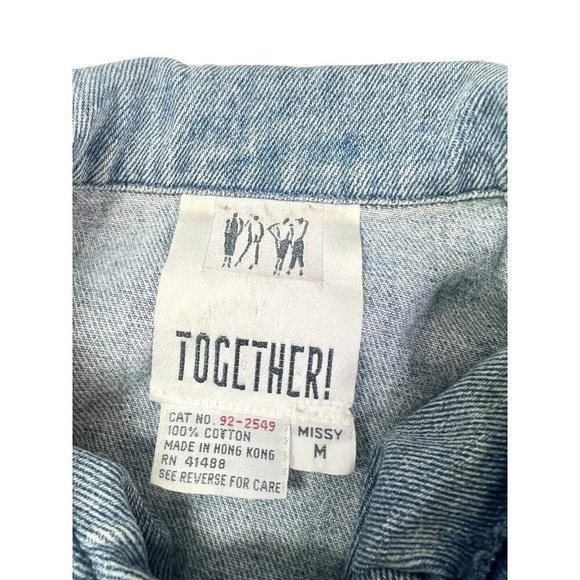 TOGETHER!
CAT NO. 92-2549
100% COTTON
MADE IN HONG KONG
RN 41488
SEE REVERSE FOR CARE
MISSY
M